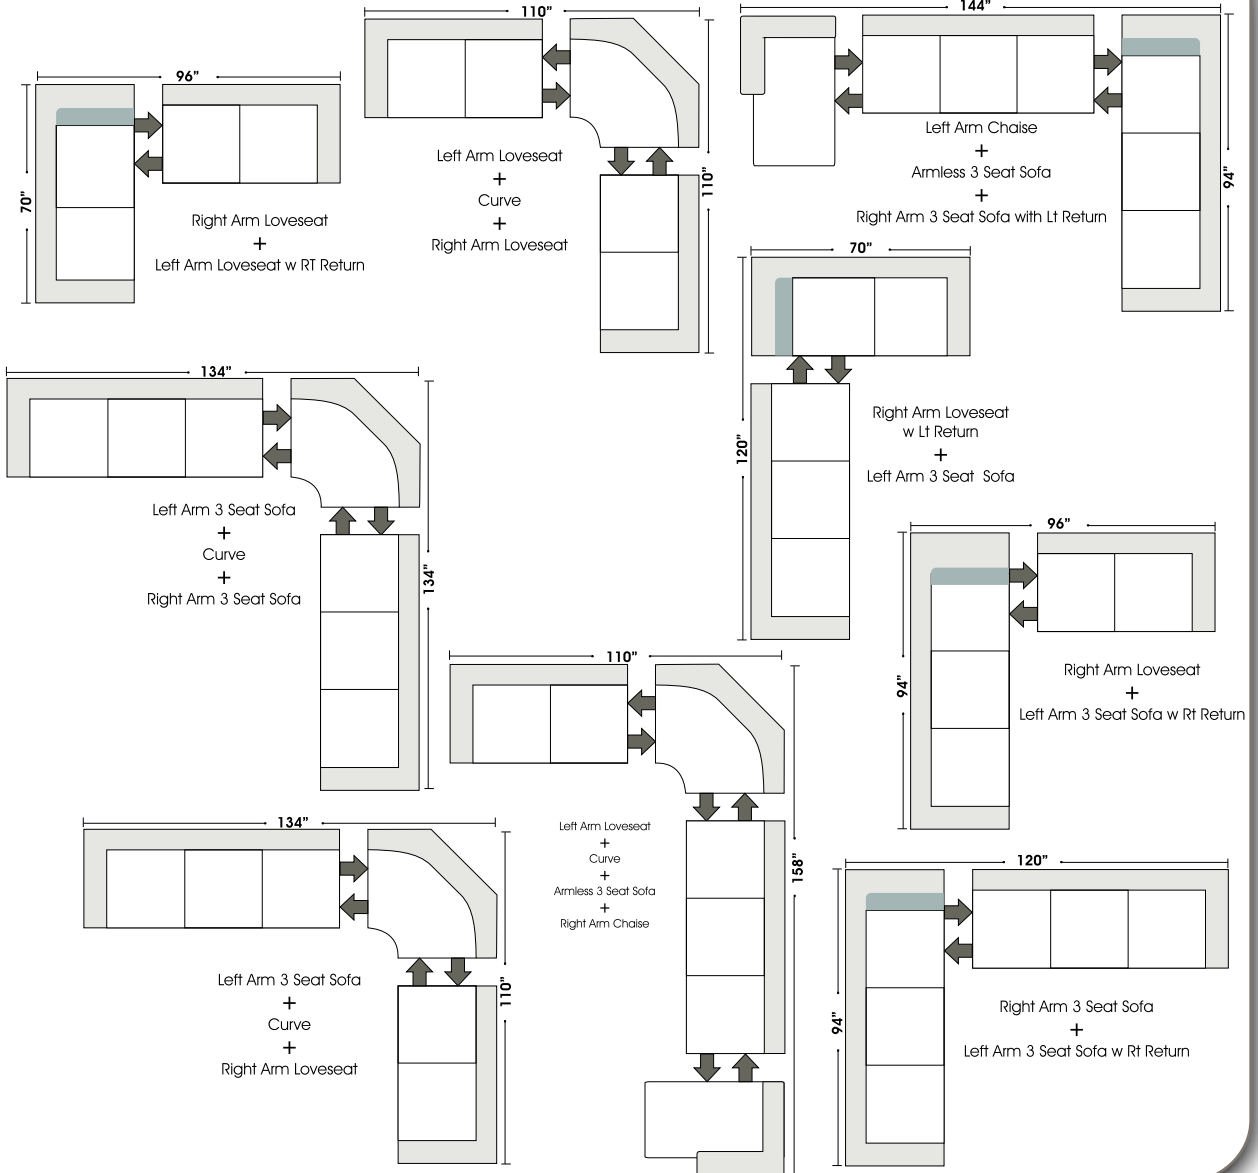 96”
70”
Right Arm Loveseat
+
Left Arm Loveseat w RT Return
110”
110”
Left Arm Loveseat
+
Curve
+
Right Arm Loveseat
144”
94”
Left Arm Chaise
+
Armless 3 Seat Sofa
+
Right Arm 3 Seat Sofa with Lt Return
70”
120”
Right Arm Loveseat
w Lt Return
+
Left Arm 3 Seat Sofa
134”
134”
Left Arm 3 Seat Sofa
+
Curve
+
Right Arm 3 Seat Sofa
96”
94”
Right Arm Loveseat
+
Left Arm 3 Seat Sofa w Rt Return
110”
158”
Left Arm Loveseat
+
Curve
+
Armless 3 Seat Sofa
+
Right Arm Chaise
134”
110”
Left Arm 3 Seat Sofa
+
Curve
+
Right Arm Loveseat
120”
94”
Right Arm 3 Seat Sofa
+
Left Arm 3 Seat Sofa w Rt Return